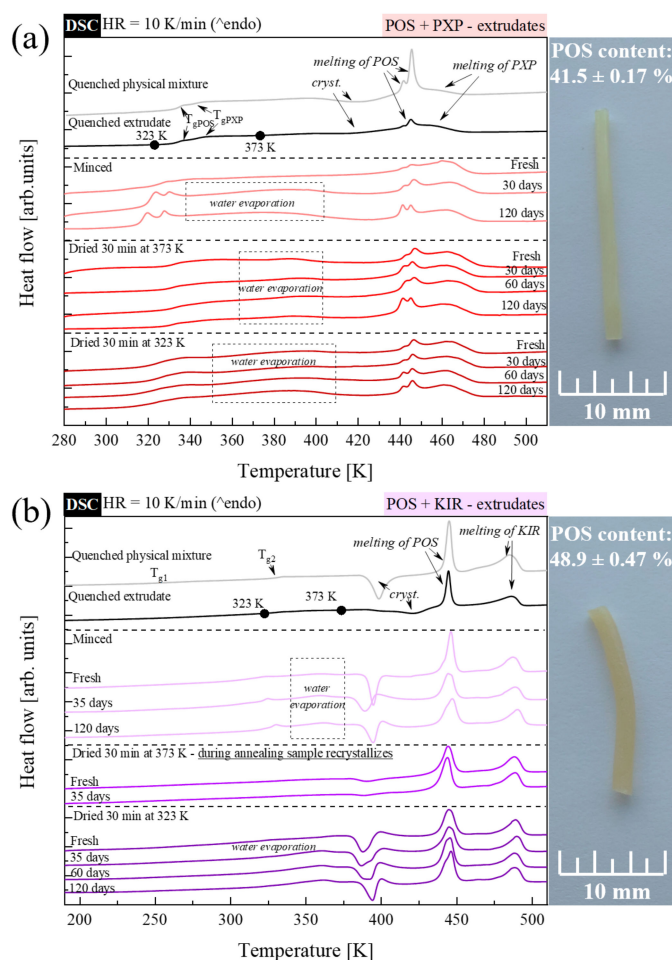 (a)
DSC HR = 10 K/min (^endo) POS + PXP - extrudates
POS content:
41.5 ± 0.17 %
melting of POS
melting of PXP
cryst.
Quenched physical mixture
TgPOS TgPXP
Quenched extrudate
323 K
373 K
Minced
Fresh
30 days
water evaporation
120 days
Dried 30 min at 373 K
Fresh
30 days
water evaporation
60 days
120 days
Dried 30 min at 323 K
Fresh
water evaporation
30 days
60 days
120 days
Heat flow [arb.units]
280 300 320 340 360 380 400 420 440 460 480 500
Temperature [K]
10 mm
(b)
DSC HR = 10 K/min (^endo) POS + KIR - extrudates
POS content:
48.9 ± 0.47 %
melting of POS
melting of KIR
Quenched physical mixture
Tg1
Tg2
Quenched extrudate
323 K
373 K
cryst.
Minced
Fresh
water
evaporation
35 days
120 days
Dried 30 min at 373 K - during annealing sample recrystallizes
Fresh
35 days
Dried 30 min at 323 K
Fresh
water evaporation
35 days
60 days
120 days
Heat flow [arb. units]
200 250 300 350 400 450 500
Temperature [K]
10 mm